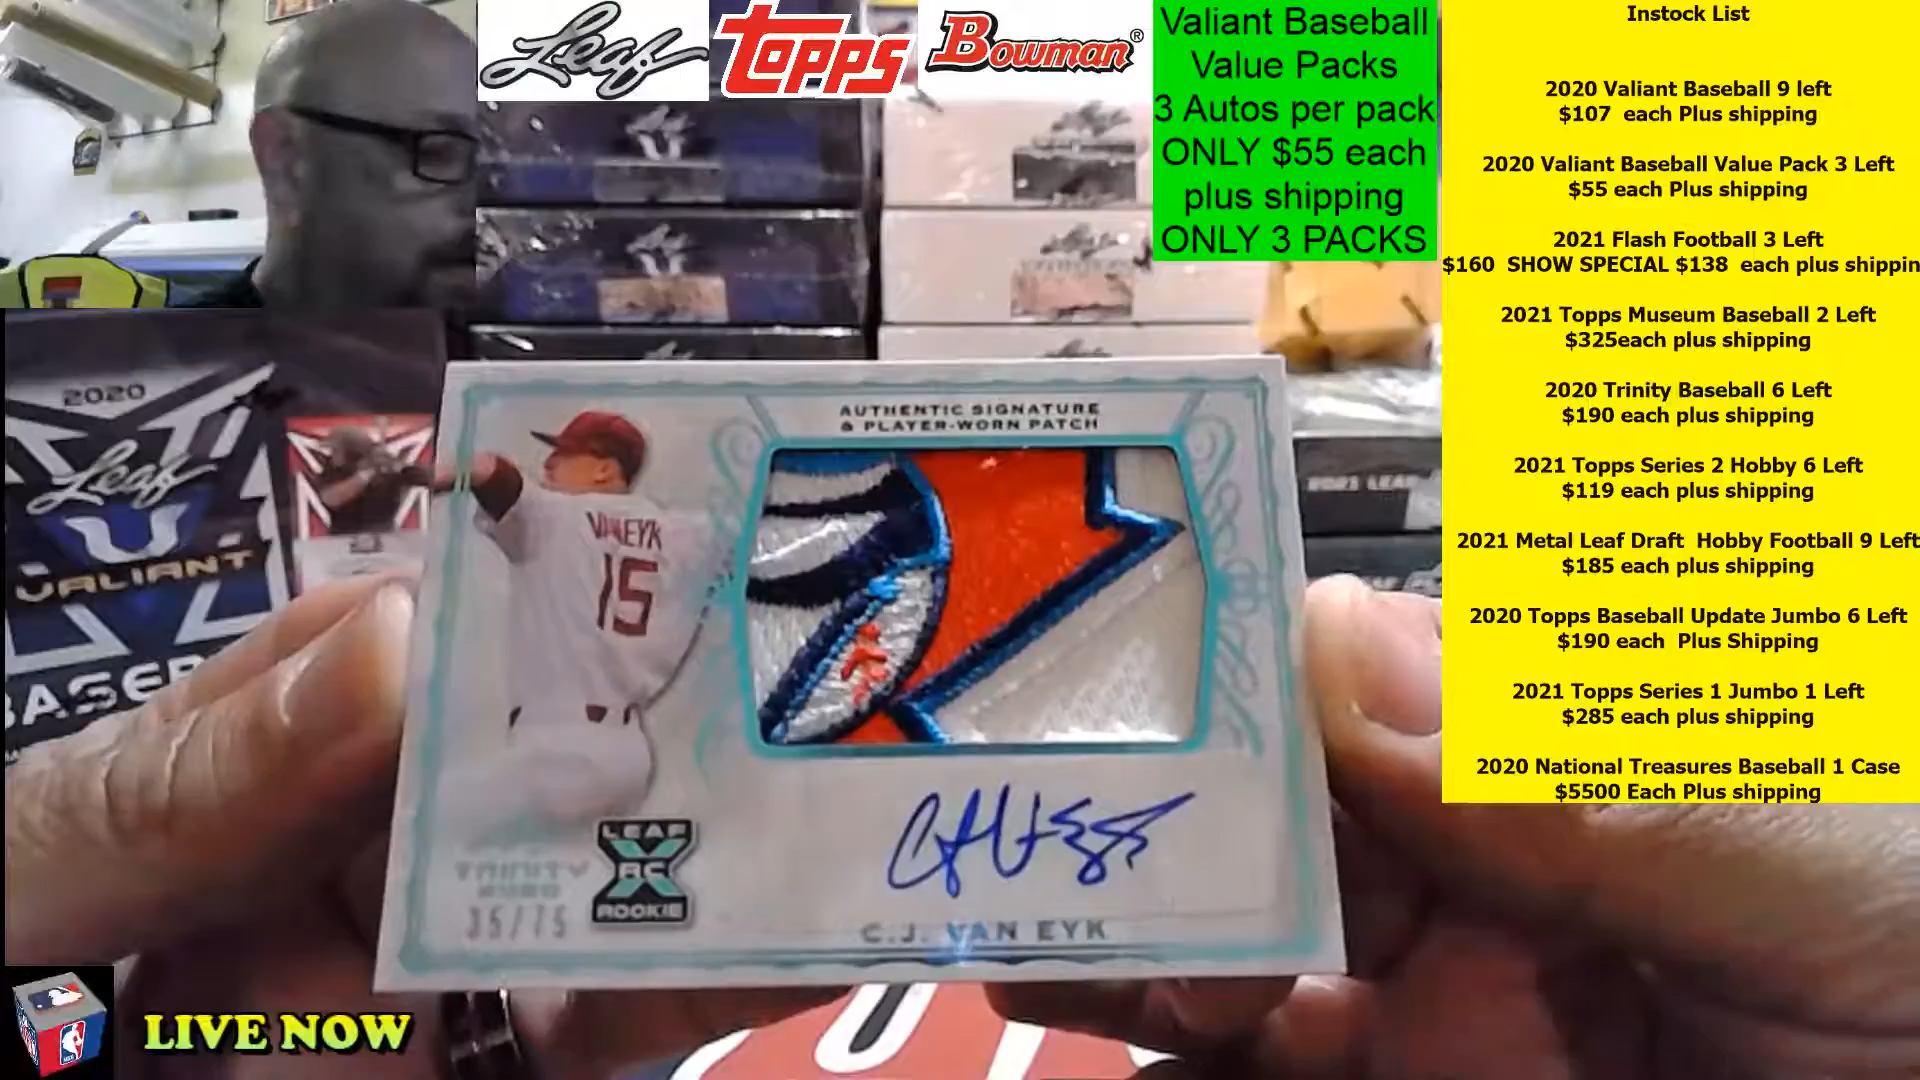 Leaf
TOPPS
Bowman®
Valiant Baseball
Value Packs
3 Autos per pack
ONLY $55 each
plus shipping
ONLY 3 PACKS
Instock List
2020 Valiant Baseball 9 left
$107 each Plus shipping
2020 Valiant Baseball Value Pack 3 Left
$55 each Plus shipping
2021 Flash Football 3 Left
$160 SHOW SPECIAL $138 each plus shippin
2021 Topps Museum Baseball 2 Left
$325each plus shipping
2020 Trinity Baseball 6 Left
$190 each plus shipping
2021 Topps Series 2 Hobby 6 Left
$119 each plus shipping
2021 Metal Leaf Draft Hobby Football 9 Left
$185 each plus shipping
2020 Topps Baseball Update Jumbo 6 Left
$190 each Plus Shipping
2021 Topps Series 1 Jumbo 1 Left
$285 each plus shipping
2020 National Treasures Baseball 1 Case
$5500 Each Plus shipping
2020
Leaf
VALIANT
BASE
2021 LEAF
AUTHENTIC SIGNATURE
& PLAYER-WORN PATCH
VANEYK
15
TRINITY
35/75
LEAF
RC
ROOKIE
C.J. VAN EYK
LIVE NOW